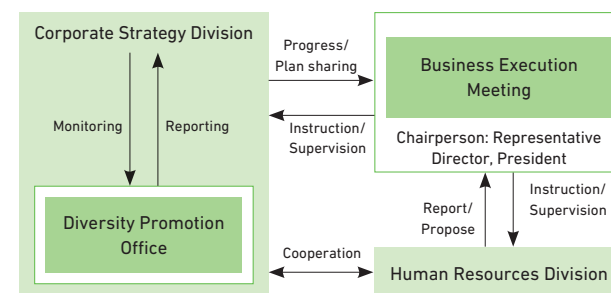 Corporate Strategy Division
Progress/
Plan sharing
Business Execution
Meeting
Monitoring
Reporting
Instruction/
Supervision
Chairperson: Representative
Director, President
Diversity Promotion
Office
Report/
Propose
Instruction/
Supervision
Cooperation
Human Resources Division